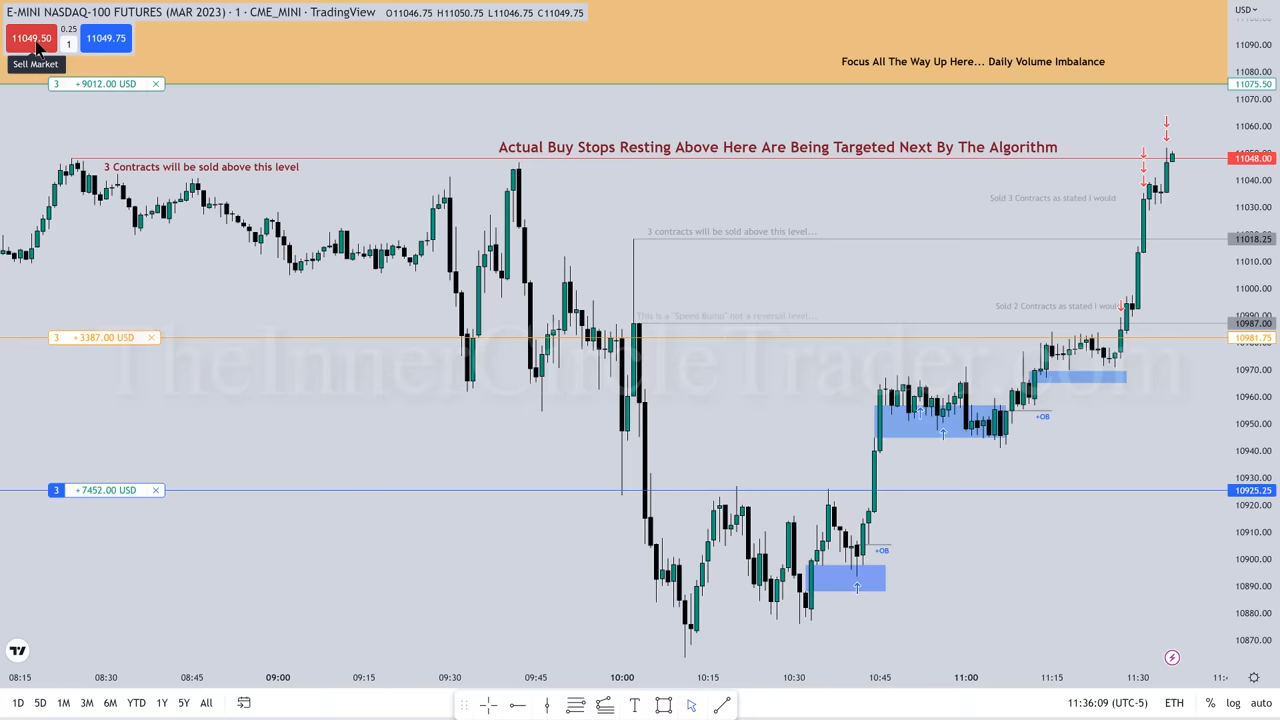 E-MINI NASDAQ-100 FUTURES (MAR 2023) · 1 · CME_MINI · TradingView O11046.75 H11050.75 L11046.75 C11049.75
USD
11049.50 0.25 1 11049.75
Sell Market
Focus All The Way Up Here... Daily Volume Imbalance
11090.00
11080.00
3 +9012.00 USD × 11075.50
11070.00
11060.00
Actual Buy Stops Resting Above Here Are Being Targeted Next By The Algorithm
3 Contracts will be sold above this level
11048.00
11040.00
Sold 3 Contracts as stated I would
11030.00
3 contracts will be sold above this level...
11018.25
11010.00
11000.00
Sold 2 Contracts as stated I would
10990.00
This is a "Speed Bump" not a reversal level...
10987.00
3 +3387.00 USD × 10981.75
TheInnerCircleTrader.com
10970.00
10960.00
+OB
10950.00
10940.00
10930.00
3 +7452.00 USD × 10925.25
10920.00
10910.00
+OB
10900.00
10890.00
10880.00
10870.00
08:15 08:45 09:00 09:15 09:30 09:45 10:00 10:15 10:30 10:45 11:00 11:15 11:30
1D 5D 1M 3M 6M YTD 1Y 5Y All T 11:36:09 (UTC-5) ETH % log auto